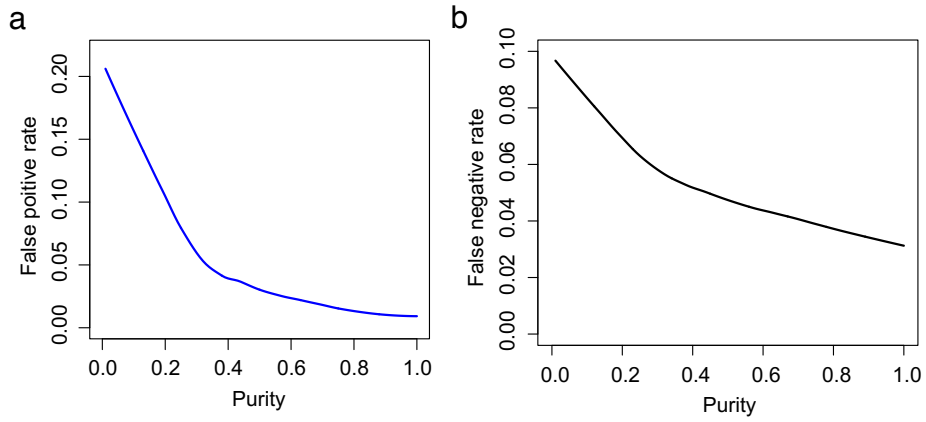 a
False poitive rate
0.00 0.05 0.10 0.15 0.20
0.0 0.2 0.4 0.6 0.8 1.0
Purity
b
False negative rate
0.00 0.02 0.04 0.06 0.08 0.10
0.0 0.2 0.4 0.6 0.8 1.0
Purity